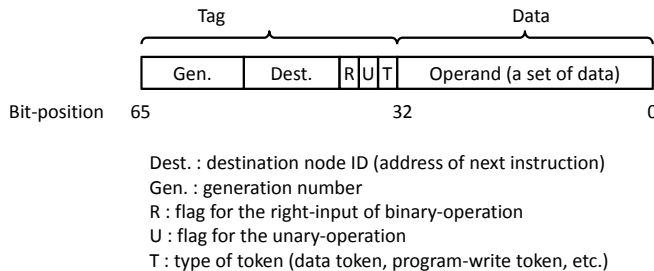 Tag Data
Gen. Dest. R U T Operand (a set of data)
Bit-position 65 32 0
Dest. : destination node ID (address of next instruction)
Gen. : generation number
R : flag for the right-input of binary-operation
U : flag for the unary-operation
T : type of token (data token, program-write token, etc.)